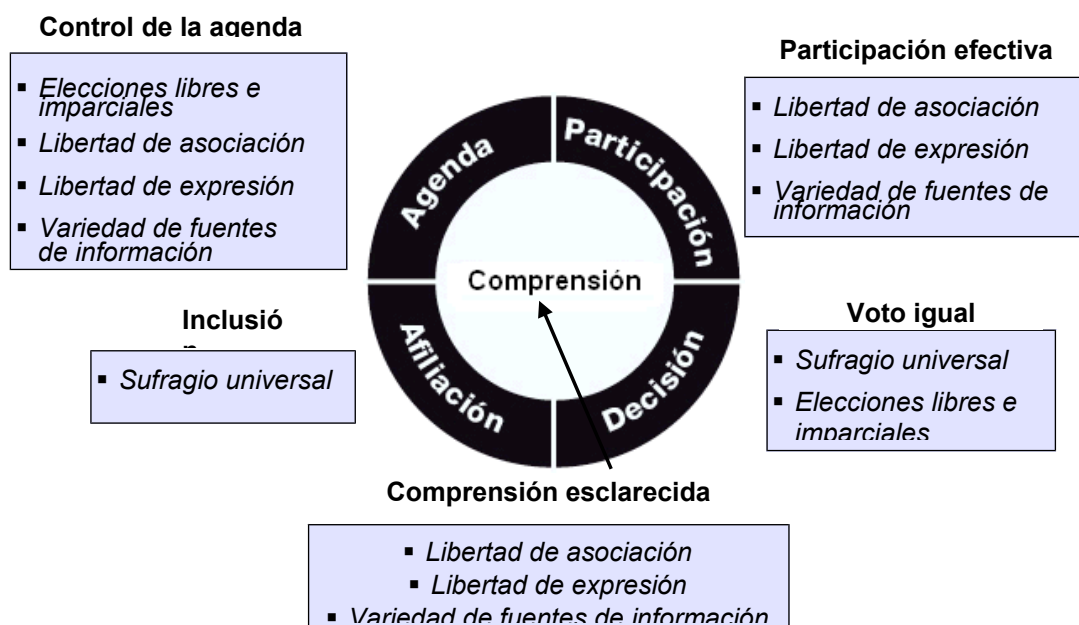 Control de la agenda
▪ Elecciones libres e
imparciales
▪ Libertad de asociación
▪ Libertad de expresión
▪ Variedad de fuentes
de información
Participación efectiva
▪ Libertad de asociación
▪ Libertad de expresión
▪ Variedad de fuentes de
información
Agenda
Participación
Comprensión
Afiliación
Decisión
Inclusió
n
▪ Sufragio universal
Voto igual
▪ Sufragio universal
▪ Elecciones libres e
imparciales
Comprensión esclarecida
▪ Libertad de asociación
▪ Libertad de expresión
▪ Variedad de fuentes de información